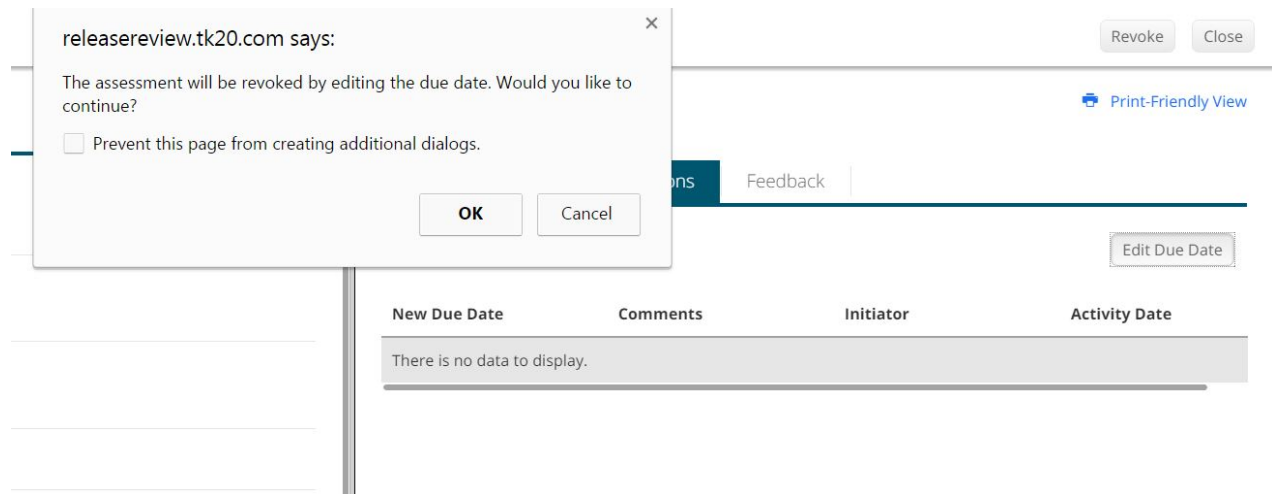 releasereview.tk20.com says:
The assessment will be revoked by editing the due date. Would you like to
continue?
Prevent this page from creating additional dialogs.
OK
Cancel
Revoke
Close
Print-Friendly View
ons
Feedback
Edit Due Date
New Due Date
Comments
Initiator
Activity Date
There is no data to display.